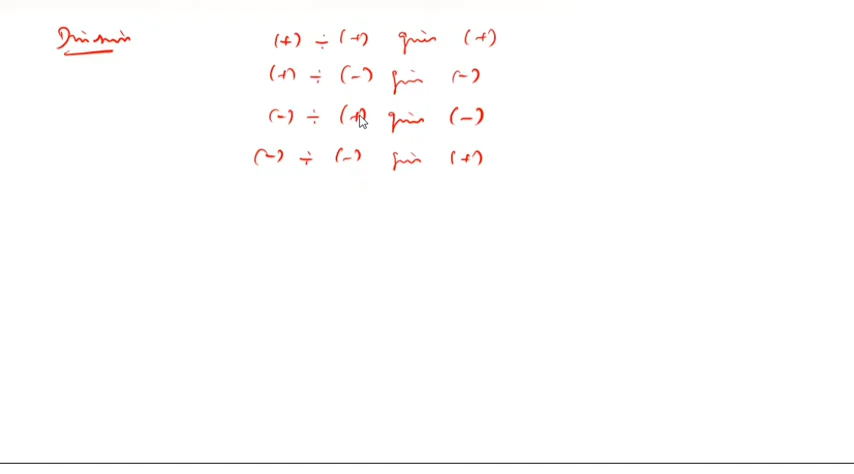 Division (+) ÷ (+) gives (+)
(+) ÷ (-) gives (-)
(-) ÷ (+) gives (-)
(-) ÷ (-) gives (+)